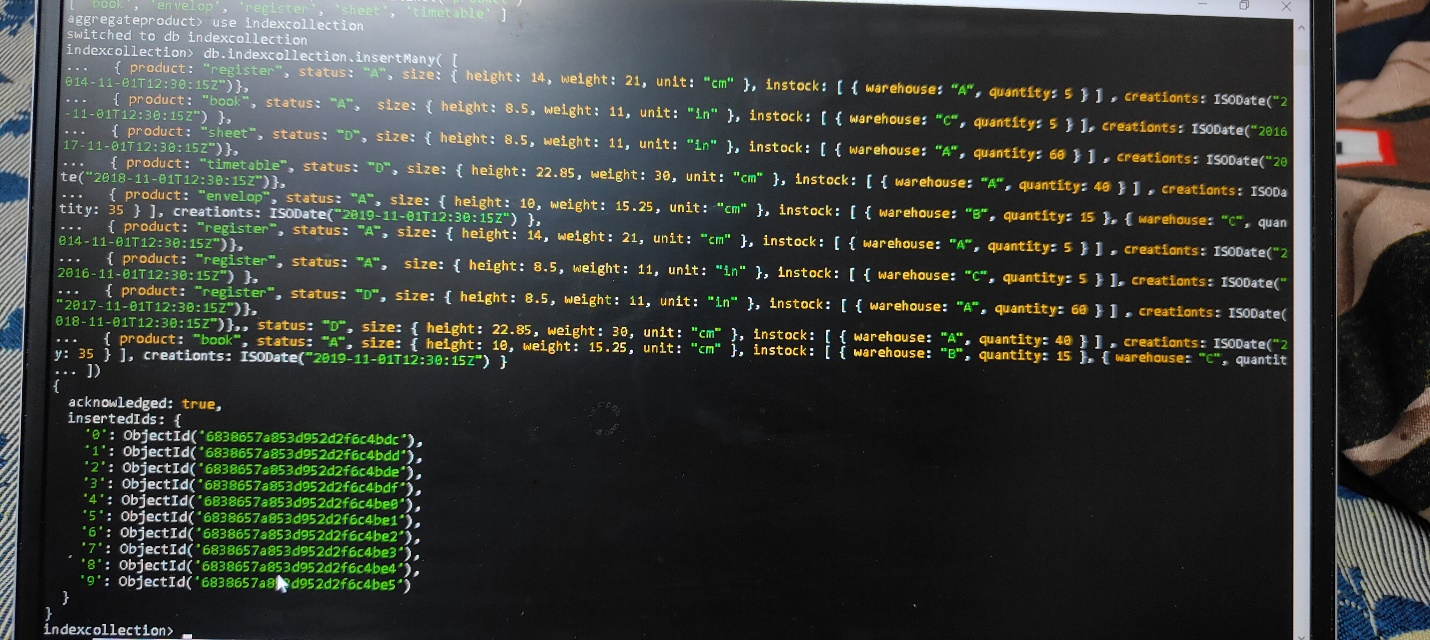 [ 'book', 'envelop', 'register', 'sheet', 'timetable' ]
aggregateproduct> use indexcollection
switched to db indexcollection
indexcollection> db.indexcollection.insertMany( [
...    { product: "register", status: "A", size: { height: 14, weight: 21, unit: "cm" }, instock: [ { warehouse: "A", quantity: 5 } ] , creationts: ISODate("2
014-11-01T12:30:15Z")},
...    { product: "book", status: "A",  size: { height: 8.5, weight: 11, unit: "in" }, instock: [ { warehouse: "C", quantity: 5 } ], creationts: ISODate("2016
-11-01T12:30:15Z") },
...    { product: "sheet", status: "D", size: { height: 8.5, weight: 11, unit: "in" }, instock: [ { warehouse: "A", quantity: 60 } ] , creationts: ISODate("20
17-11-01T12:30:15Z")},
...    { product: "timetable", status: "D", size: { height: 22.85, weight: 30, unit: "cm" }, instock: [ { warehouse: "A", quantity: 40 } ] , creationts: ISODa
te("2018-11-01T12:30:15Z")},
...    { product: "envelop", status: "A", size: { height: 10, weight: 15.25, unit: "cm" }, instock: [ { warehouse: "B", quantity: 15 }, { warehouse: "C", quan
tity: 35 } ], creationts: ISODate("2019-11-01T12:30:15Z") },
...    { product: "register", status: "A", size: { height: 14, weight: 21, unit: "cm" }, instock: [ { warehouse: "A", quantity: 5 } ] , creationts: ISODate("2
014-11-01T12:30:15Z")},
...    { product: "register", status: "A",  size: { height: 8.5, weight: 11, unit: "in" }, instock: [ { warehouse: "C", quantity: 5 } ], creationts: ISODate("
2016-11-01T12:30:15Z") },
...    { product: "register", status: "D", size: { height: 8.5, weight: 11, unit: "in" }, instock: [ { warehouse: "A", quantity: 60 } ] , creationts: ISODate(
"2017-11-01T12:30:15Z")},
018-11-01T12:30:15Z")},, status: "D", size: { height: 22.85, weight: 30, unit: "cm" }, instock: [ { warehouse: "A", quantity: 40 } ] , creationts: ISODate("2
...    { product: "book", status: "A", size: { height: 10, weight: 15.25, unit: "cm" }, instock: [ { warehouse: "B", quantity: 15 }, { warehouse: "C", quantit
y: 35 } ], creationts: ISODate("2019-11-01T12:30:15Z") }
... ])
{
  acknowledged: true,
  insertedIds: {
    '0': ObjectId('6838657a853d952d2f6c4bdc'),
    '1': ObjectId('6838657a853d952d2f6c4bdd'),
    '2': ObjectId('6838657a853d952d2f6c4bde'),
    '3': ObjectId('6838657a853d952d2f6c4bdf'),
    '4': ObjectId('6838657a853d952d2f6c4be0'),
    '5': ObjectId('6838657a853d952d2f6c4be1'),
    '6': ObjectId('6838657a853d952d2f6c4be2'),
    '7': ObjectId('6838657a853d952d2f6c4be3'),
    '8': ObjectId('6838657a853d952d2f6c4be4'),
    '9': ObjectId('6838657a853d952d2f6c4be5')
  }
}
indexcollection>